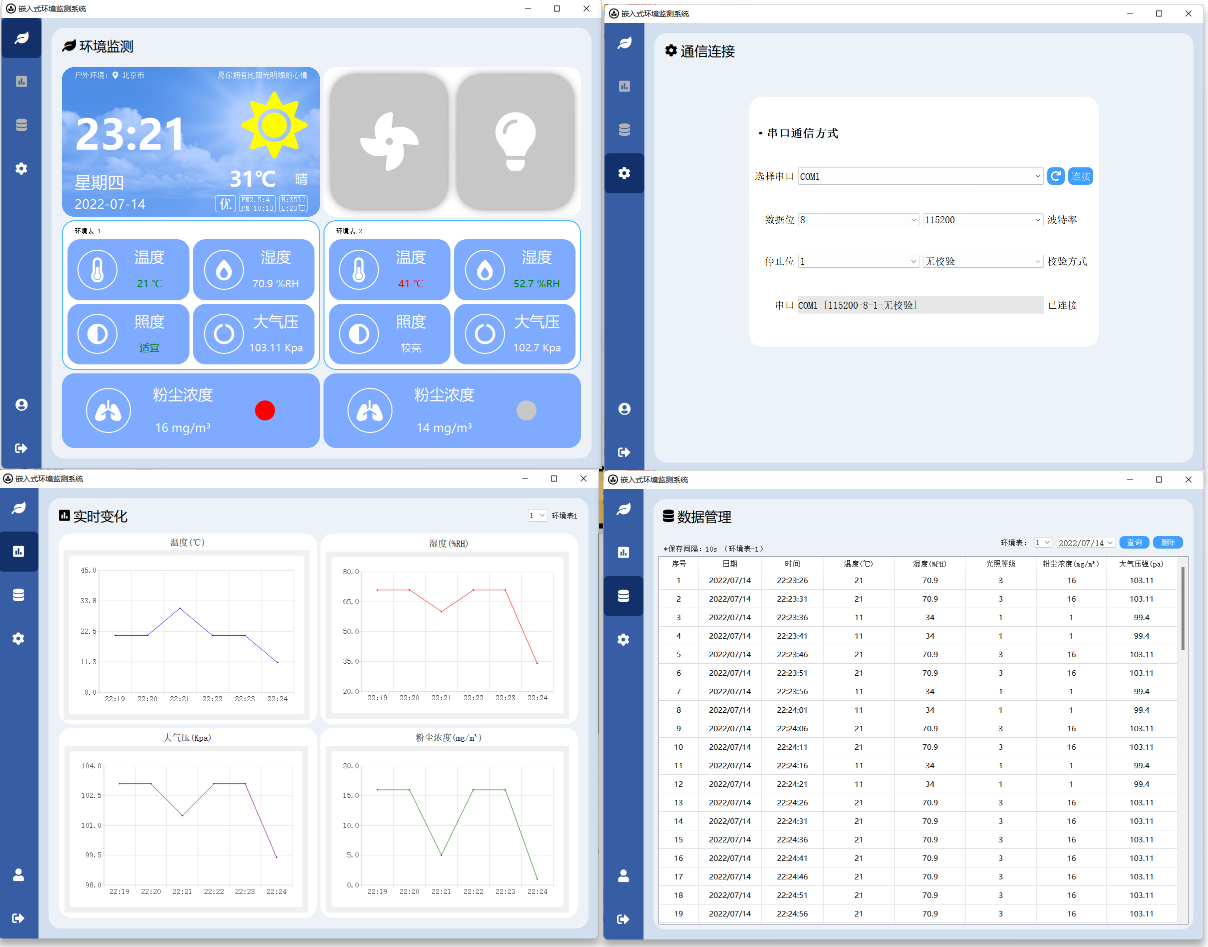 嵌入式环境监测系统
环境监测
户外环境： 北京市 愿你拥有比阳光明媚的心情
23:21
31℃ 晴
星期四
2022-07-14
优 PM2.5:4 PM 10:13 H:35℃ L:23℃
环境表 1
温度
21 ℃
湿度
70.9 %RH
照度
适宜
大气压
103.11 Kpa
环境表 2
温度
41 ℃
湿度
52.7 %RH
照度
较亮
大气压
102.7 Kpa
粉尘浓度
16 mg/m³
粉尘浓度
14 mg/m³
嵌入式环境监测系统
通信连接
• 串口通信方式
选择串口 COM1 连接
数据位 8 115200 波特率
停止位 1 无校验 校验方式
串口 COM1 [115200-8-1-无校验] 已连接
嵌入式环境监测系统
实时变化
1 环境表1
温度(℃)
45.0
33.8
22.5
11.3
0.0
22:19 22:20 22:21 22:22 22:23 22:24
湿度(%RH)
80.0
65.0
50.0
35.0
20.0
22:19 22:20 22:21 22:22 22:23 22:24
大气压(Kpa)
104.0
102.5
101.0
99.5
98.0
22:19 22:20 22:21 22:22 22:23 22:24
粉尘浓度(mg/m³)
20.0
15.0
10.0
5.0
0.0
22:19 22:20 22:21 22:22 22:23 22:24
嵌入式环境监测系统
数据管理
*保存间隔：10s （环境表-1） 环境表： 1 2022/07/14 查询 删除
序号 日期 时间 温度(℃) 湿度(%PH) 光照等级 粉尘浓度(mg/m³) 大气压强(pa)
1 2022/07/14 22:23:26 21 70.9 3 16 103.11
2 2022/07/14 22:23:31 21 70.9 3 16 103.11
3 2022/07/14 22:23:36 11 34 1 1 99.4
4 2022/07/14 22:23:41 11 34 1 1 99.4
5 2022/07/14 22:23:46 21 70.9 3 16 103.11
6 2022/07/14 22:23:51 21 70.9 3 16 103.11
7 2022/07/14 22:23:56 11 34 1 1 99.4
8 2022/07/14 22:24:01 11 34 1 1 99.4
9 2022/07/14 22:24:06 21 70.9 3 16 103.11
10 2022/07/14 22:24:11 21 70.9 3 16 103.11
11 2022/07/14 22:24:16 11 34 1 1 99.4
12 2022/07/14 22:24:21 11 34 1 1 99.4
13 2022/07/14 22:24:26 21 70.9 3 16 103.11
14 2022/07/14 22:24:31 21 70.9 3 16 103.11
15 2022/07/14 22:24:36 21 70.9 3 16 103.11
16 2022/07/14 22:24:41 21 70.9 3 16 103.11
17 2022/07/14 22:24:46 21 70.9 3 16 103.11
18 2022/07/14 22:24:51 21 70.9 3 16 103.11
19 2022/07/14 22:24:56 21 70.9 3 16 103.11